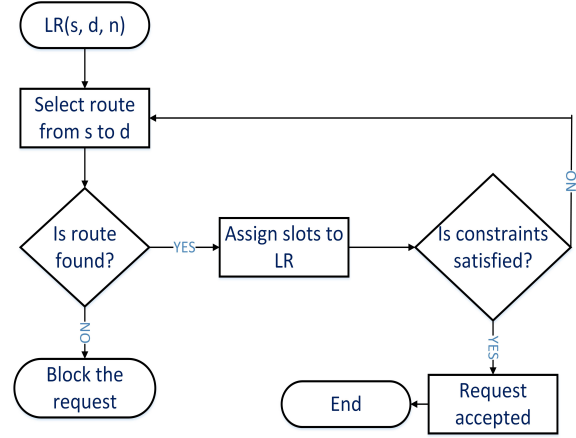 LR(s, d, n)
Select route
from s to d
Is route
found?
YES
Assign slots to
LR
Is constraints
satisfied?
NO
NO
YES
Block the
request
End
Request
accepted